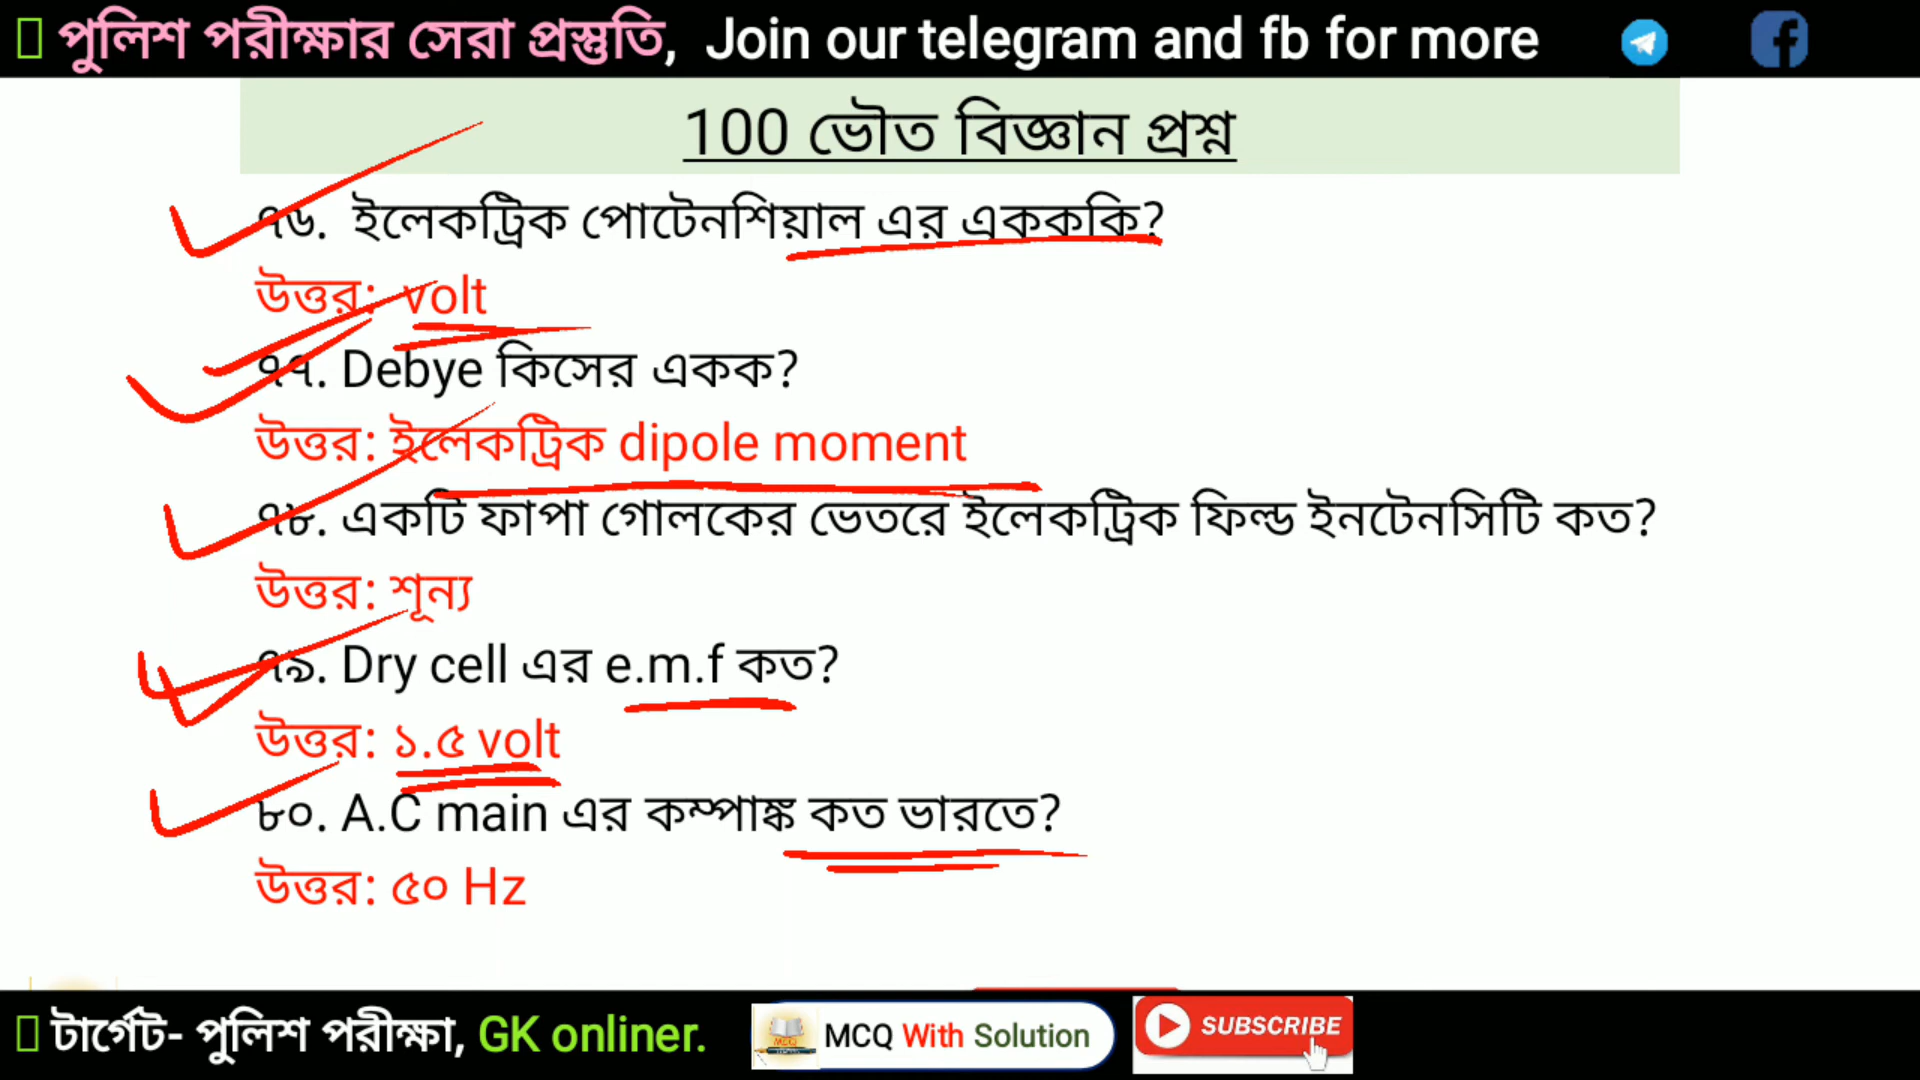 পুলিশ পরীক্ষার সেরা প্রস্তুতি, Join our telegram and fb for more
100 ভৌত বিজ্ঞান প্রশ্ন
৭৬. ইলেকট্রিক পোটেনশিয়াল এর এককি কি?
উত্তর: volt
৭৭. Debye কিসের একক?
উত্তর: ইলেকট্রিক dipole moment
৭৮. একটি ফাপা গোলকের ভেতরে ইলেকট্রিক ফিল্ড ইনটেনসিটি কত?
উত্তর: শূন্য
৭৯. Dry cell এর e.m.f কত?
উত্তর: ১.৫ volt
৮০. A.C main এর কম্পাঙ্ক কত ভারতে?
উত্তর: ৫০ Hz
টার্গেট- পুলিশ পরীক্ষা, GK onliner. MCQ With Solution SUBSCRIBE